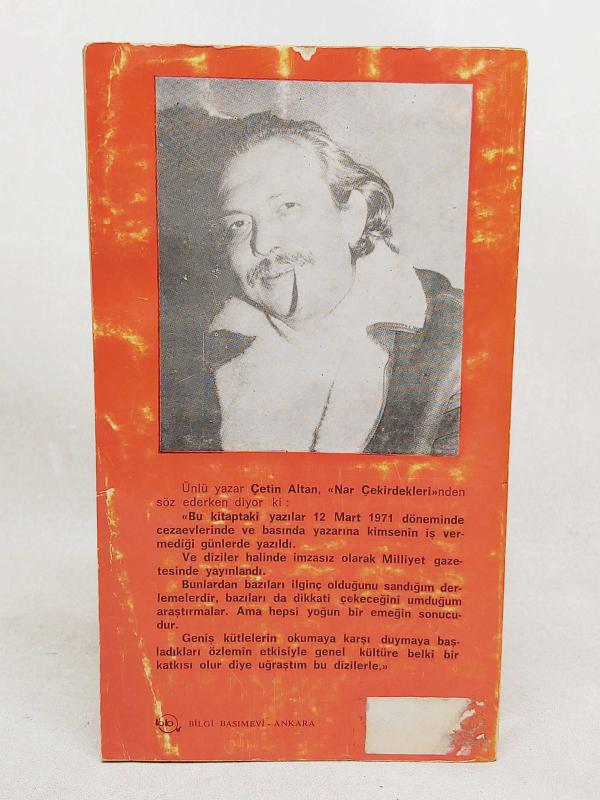 Ünlü yazar Çetin Altan, «Nar Çekirdekleri»nden
söz ederken diyor ki :
«Bu kitaptaki yazılar 12 Mart 1971 döneminde
cezaevlerinde ve basında yazarına kimsenin iş ver-
mediği günlerde yazıldı.
Ve diziler halinde imzasız olarak Milliyet gaze-
tesinde yayınlandı.
Bunlardan bazıları ilginç olduğunu sandığım der-
lemelerdir, bazıları da dikkati çekeceğini umduğum
araştırmalar. Ama hepsi yoğun bir emeğin sonucu-
dur.
Geniş kütlelerin okumaya karşı duymaya baş-
ladıkları özlemin etkisiyle genel kültüre belki bir
katkısı olur diye uğraştım bu dizilerle.»
BİLGİ BASIMEVİ - ANKARA